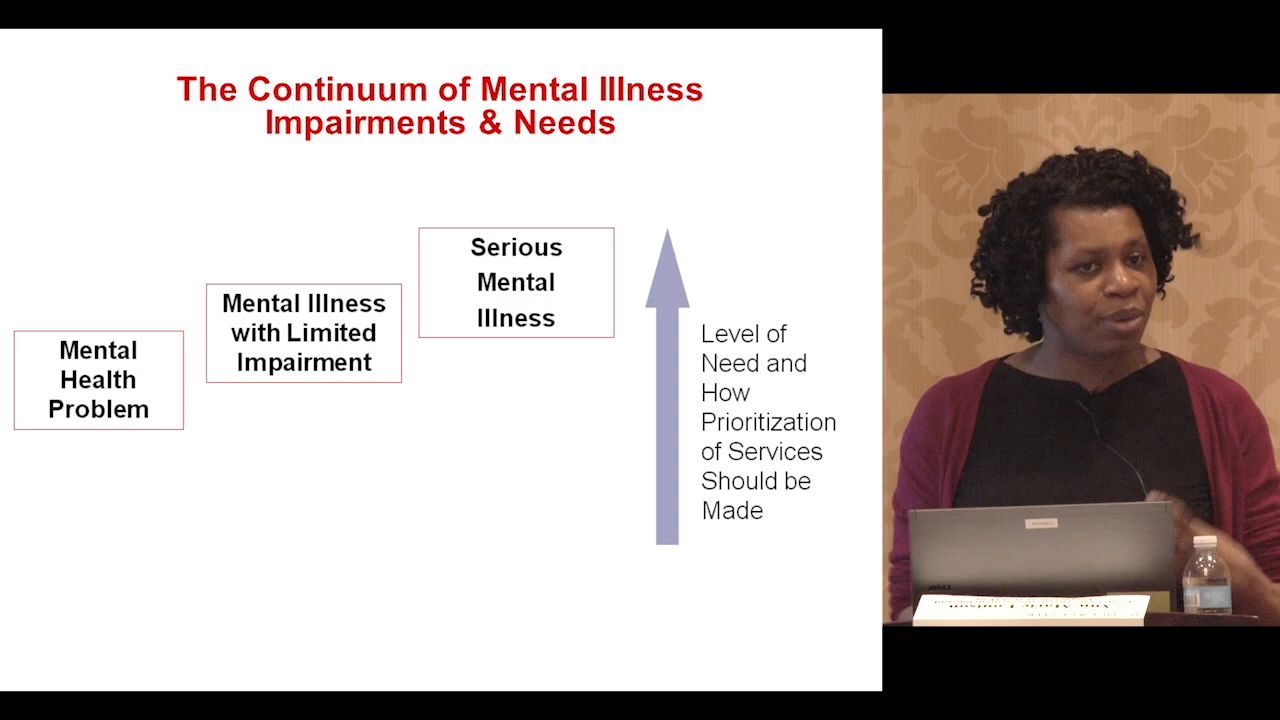 The Continuum of Mental Illness
Impairments & Needs
Serious
Mental
Illness
Mental Illness
with Limited
Impairment
Mental
Health
Problem
Level of
Need and
How
Prioritization
of Services
Should be
Made
DELL